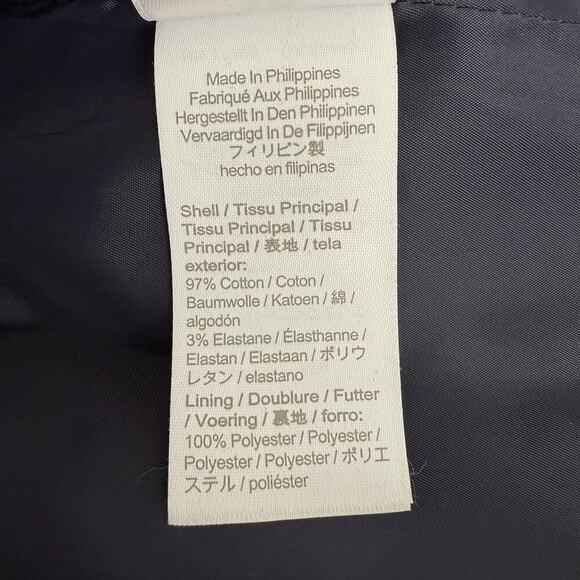 Made In Philippines
Fabriqué Aux Philippines
Hergestellt In Den Philippinen
Vervaardigd In De Filippijnen
フィリピン製
hecho en filipinas
Shell / Tissu Principal /
Tissu Principal / Tissu
Principal / 表地 / tela
exterior:
97% Cotton / Coton /
Baumwolle / Katoen / 綿 /
algodón
3% Elastane / Élasthanne /
Elastan / Elastaan / ポリウ
レタン / elastano
Lining / Doublure / Futter
/ Voering / 裏地 / forro:
100% Polyester / Polyester /
Polyester / Polyester / ポリエ
ステル / poliéster